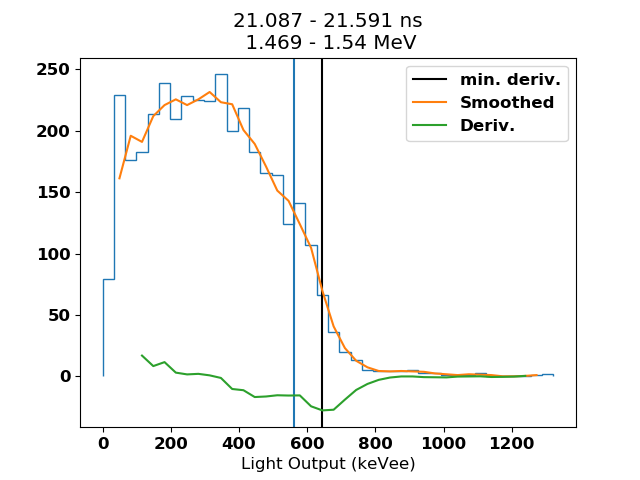 21.087 - 21.591 ns
1.469 - 1.54 MeV
min. deriv.
Smoothed
Deriv.
250
200
150
100
50
0
0 200 400 600 800 1000 1200
Light Output (keVee)